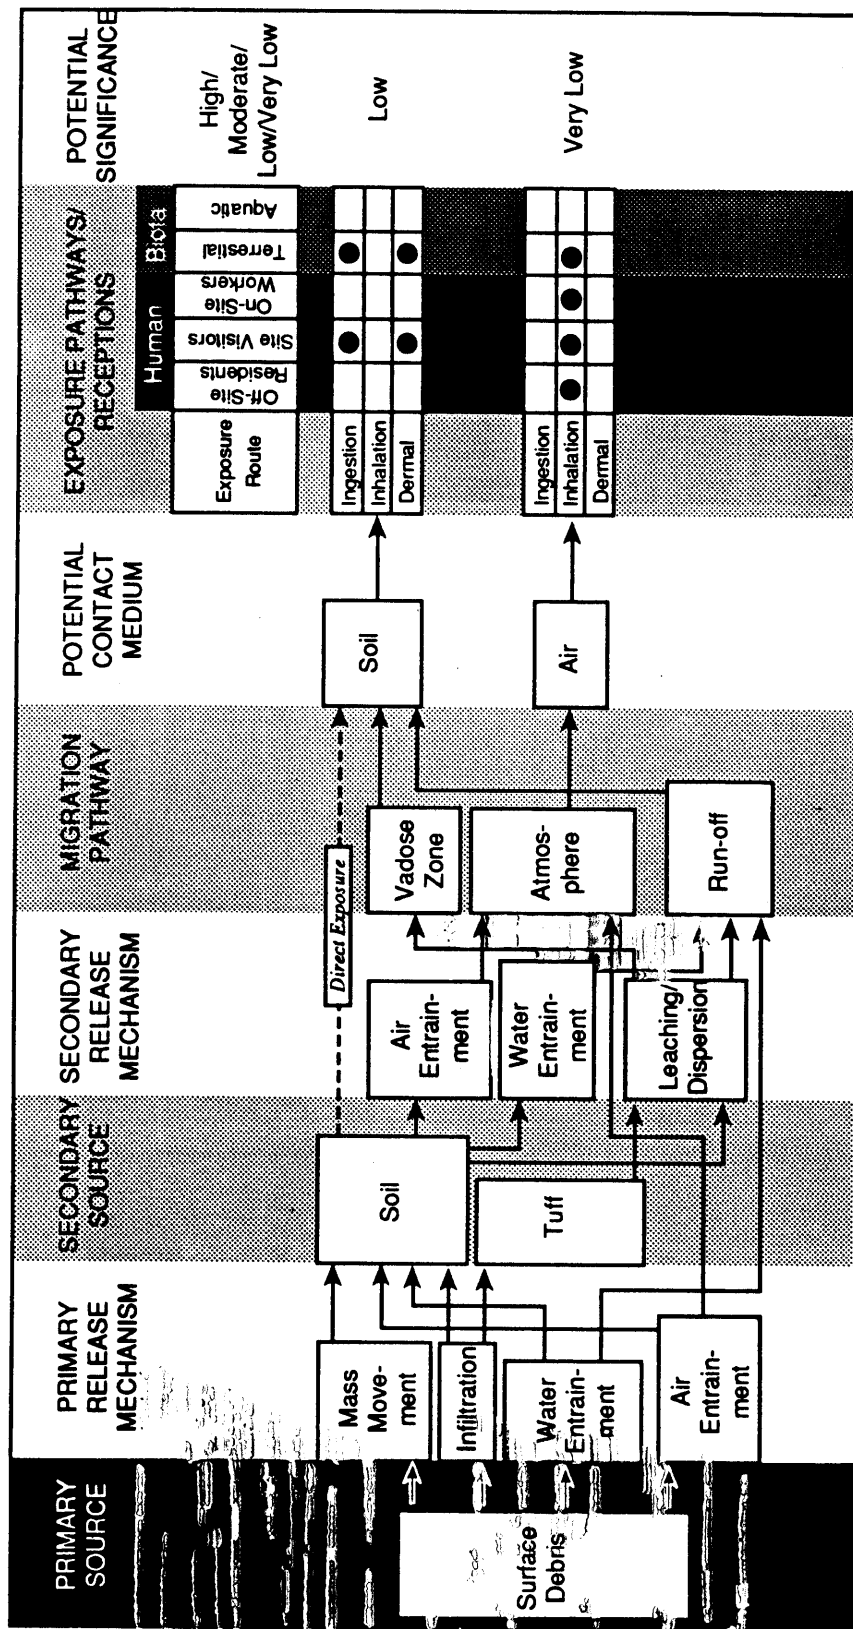 PRIMARY
SOURCE
PRIMARY
RELEASE
MECHANISM
SECONDARY
SOURCE
SECONDARY
RELEASE
MECHANISM
MIGRATION
PATHWAY
POTENTIAL
CONTACT
MEDIUM
EXPOSURE PATHWAYS/
RECEPTIONS
POTENTIAL
SIGNIFICANCE
Human
Biota
Exposure
Route
Off-Site
Residents
Site Visitors
On-Site
Workers
Terrestial
Aquatic
High/
Moderate/
Low/Very Low
Surface
Debris
Mass
Move-
ment
Infiltration
Water
Entrain-
ment
Air
Entrain-
ment
Soil
Tuff
Direct Exposure
Air
Entrain-
ment
Water
Entrain-
ment
Leaching/
Dispersion
Vadose
Zone
Atmos-
phere
Run-off
Soil
Air
Ingestion
Inhalation
Dermal
Low
Ingestion
Inhalation
Dermal
Very Low